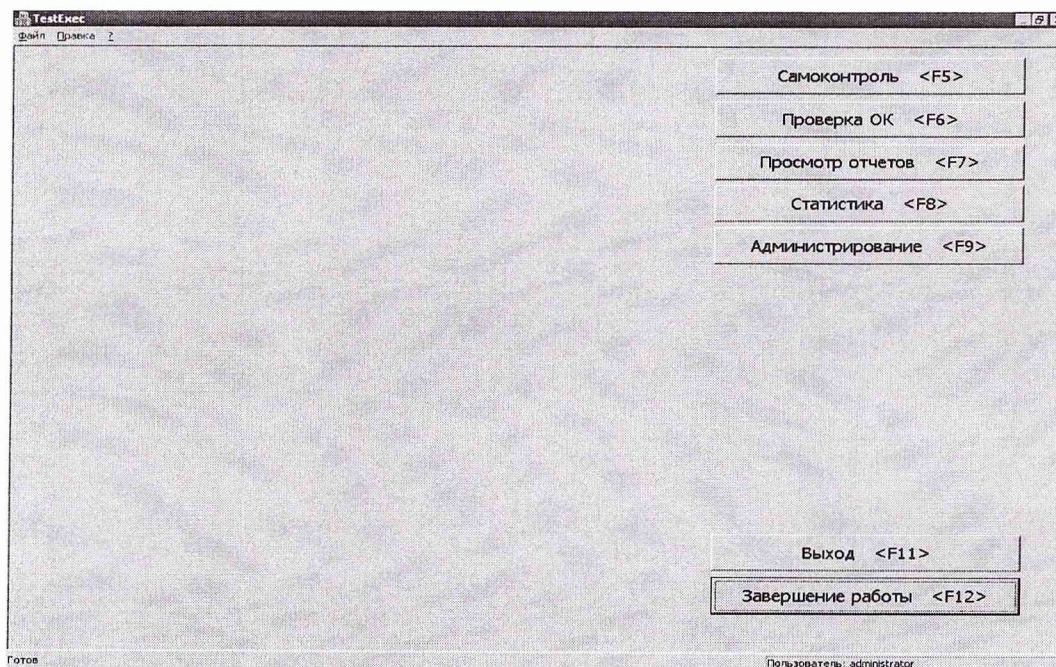 TestExec
Файл Правка ?
Самоконтроль <F5>
Проверка ОК <F6>
Просмотр отчетов <F7>
Статистика <F8>
Администрирование <F9>
Выход <F11>
Завершение работы <F12>
Готов
Пользователь: administrator